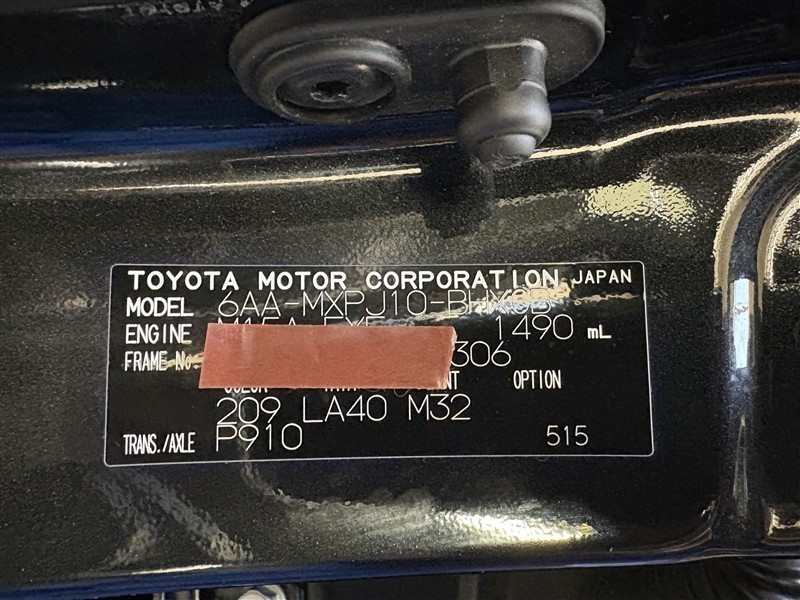 TOYOTA MOTOR CORPORATION JAPAN
MODEL 6AA-MXPJ10-BHXGB
ENGINE 1490 mL
FRAME No. 306
OPTION
209 LA40 M32
TRANS./AXLE P910 515